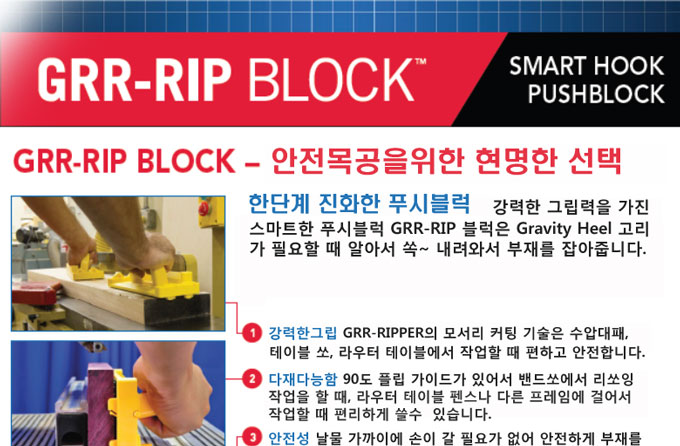 GRR-RIP BLOCK™
SMART HOOK
PUSHBLOCK
GRR-RIP BLOCK – 안전목공을위한 현명한 선택
한단계 진화한 푸시블럭 강력한 그립력을 가진
스마트한 푸시블럭 GRR-RIP 블럭은 Gravity Heel 고리
가 필요할 때 알아서 쏙~ 내려와서 부재를 잡아줍니다.
1 강력한그립 GRR-RIPPER의 모서리 커팅 기술은 수압대패,
테이블 쏘, 라우터 테이블에서 작업할 때 편하고 안전합니다.
2 다재다능함 90도 플립 가이드가 있어서 밴드쏘에서 리쏘잉
작업을 할 때, 라우터 테이블 펜스나 다른 프레임에 걸어서
작업할 때 편리하게 쓸수 있습니다.
3 안전성 날물 가까이에 손이 갈 필요가 없어 안전하게 부재를